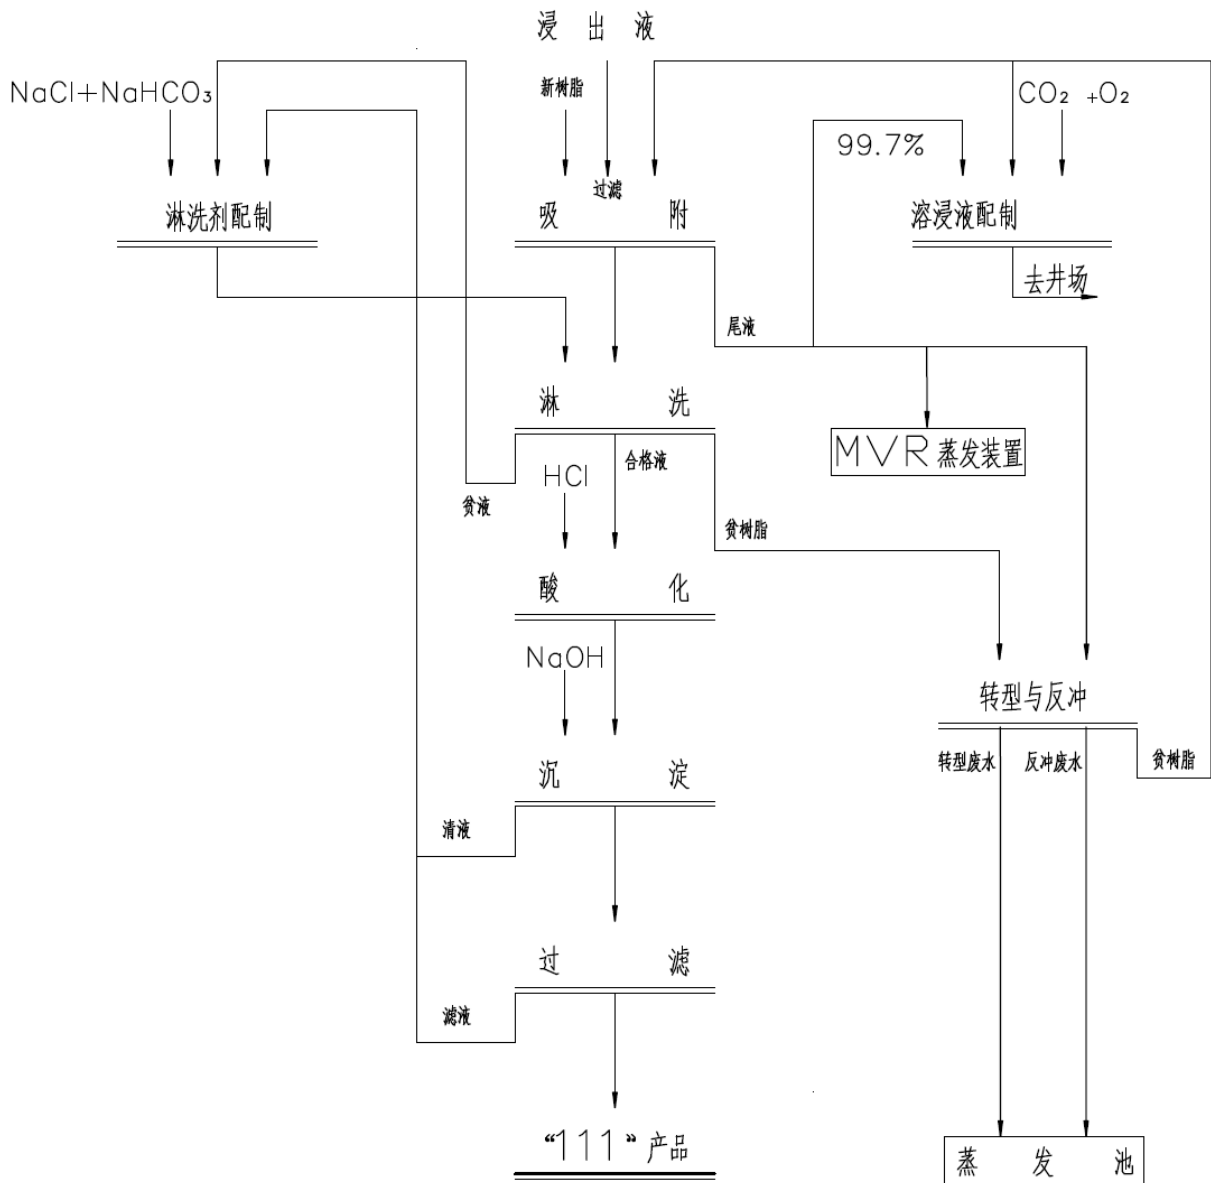 浸 出 液
NaCl+NaHCO₃
新树脂
CO₂ +O₂
99.7%
过滤
淋洗剂配制
吸 附
溶浸液配制
去井场
尾液
淋 洗
MVR蒸发装置
合格液
HCl
贫液
贫树脂
酸 化
NaOH
转型与反冲
沉 淀
转型废水
反冲废水
贫树脂
清液
过 滤
滤液
“111”产品
蒸 发 池